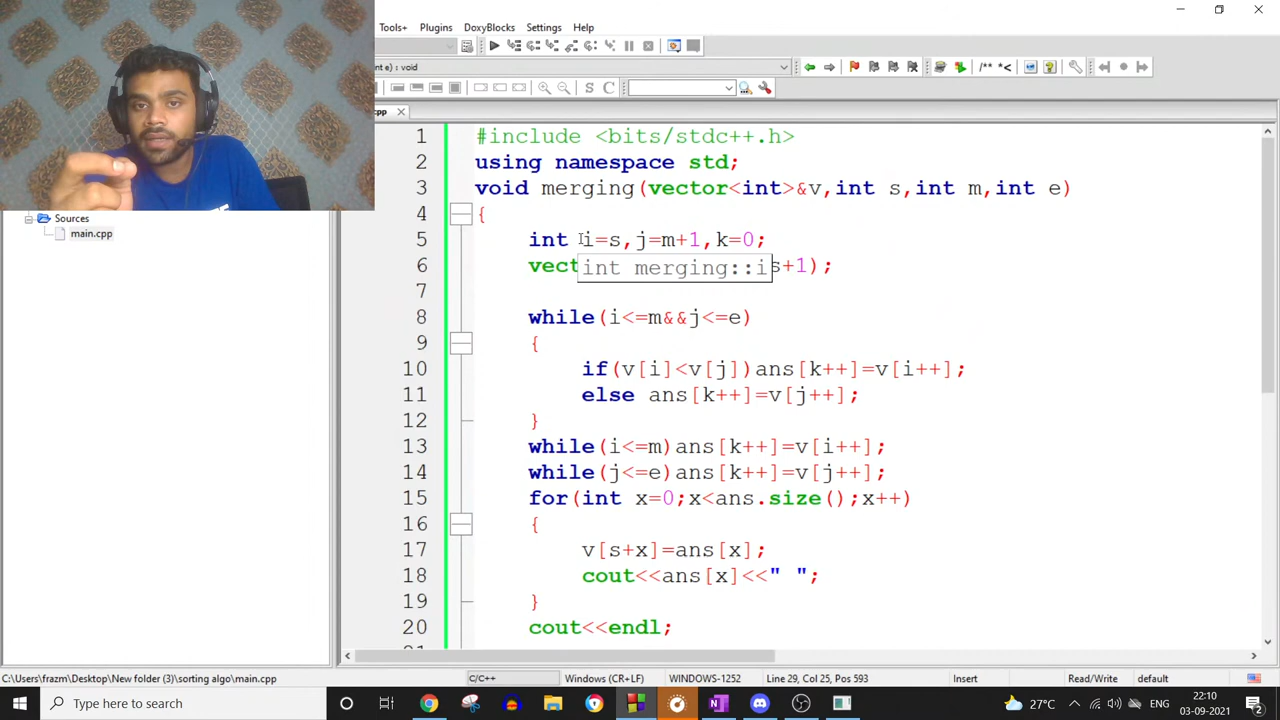 Tools+ Plugins DoxyBlocks Settings Help
nt e) : void
cpp
Sources
main.cpp
1 #include <bits/stdc++.h>
2 using namespace std;
3 void merging(vector<int>&v,int s,int m,int e)
4 {
5 int i=s,j=m+1,k=0;
6 vect s+1);
int merging::i
7
8 while(i<=m&&j<=e)
9 {
10 if(v[i]<v[j])ans[k++]=v[i++];
11 else ans[k++]=v[j++];
12 }
13 while(i<=m)ans[k++]=v[i++];
14 while(j<=e)ans[k++]=v[j++];
15 for(int x=0;x<ans.size();x++)
16 {
17 v[s+x]=ans[x];
18 cout<<ans[x]<<" ";
19 }
20 cout<<endl;
C:\Users\frazm\Desktop\New folder (3)\sorting algo\main.cpp C/C++ Windows (CR+LF) WINDOWS-1252 Line 29, Col 25, Pos 593 Insert Read/Write default
Type here to search 27°C ENG 22:10
03-09-2021